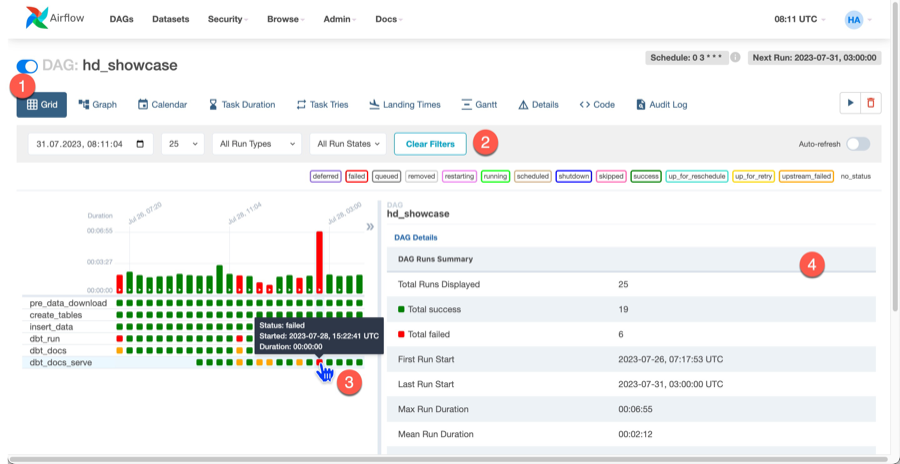 Airflow DAGs Datasets Security Browse Admin Docs 08:11 UTC HA
DAG: hd_showcase Schedule: 0 3 * * * i Next Run: 2023-07-31, 03:00:00
1
Grid Graph Calendar Task Duration Task Tries Landing Times Gantt Details <> Code Audit Log
31.07.2023, 08:11:04 25 All Run Types All Run States Clear Filters 2 Auto-refresh
deferred failed queued removed restarting running scheduled shutdown skipped success up_for_reschedule up_for_retry upstream_failed no_status
Duration
00:06:55
00:03:27
00:00:00
Jul 26, 07:20
Jul 28, 11:04
Jul 28, 03:00
»
pre_data_download
create_tables
insert_data
dbt_run
dbt_docs
dbt_docs_serve
Status: failed
Started: 2023-07-28, 15:22:41 UTC
Duration: 00:00:00
3
DAG
hd_showcase
DAG Details
DAG Runs Summary
4
Total Runs Displayed 25
Total success 19
Total failed 6
First Run Start 2023-07-26, 07:17:53 UTC
Last Run Start 2023-07-31, 03:00:00 UTC
Max Run Duration 00:06:55
Mean Run Duration 00:02:12